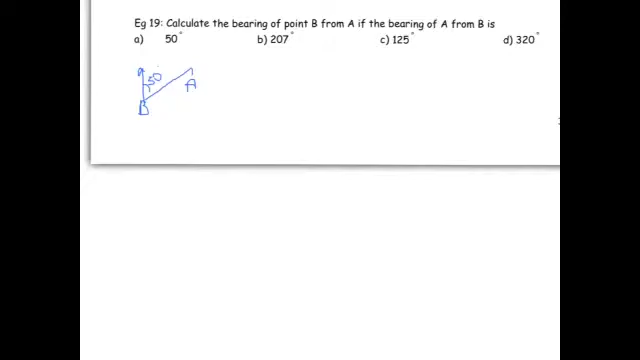 Eg 19: Calculate the bearing of point B from A if the bearing of A from B is
a) 50° b) 207° c) 125° d) 320°
50
A
B